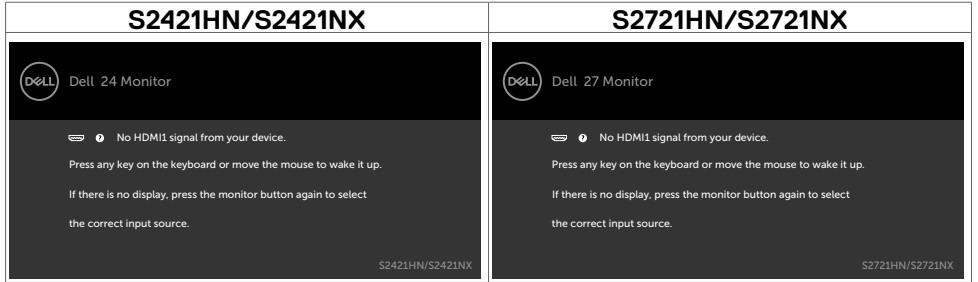 S2421HN/S2421NX
DELL Dell 24 Monitor
? No HDMI1 signal from your device.
Press any key on the keyboard or move the mouse to wake it up.
If there is no display, press the monitor button again to select
the correct input source.
S2421HN/S2421NX
S2721HN/S2721NX
DELL Dell 27 Monitor
? No HDMI1 signal from your device.
Press any key on the keyboard or move the mouse to wake it up.
If there is no display, press the monitor button again to select
the correct input source.
S2721HN/S2721NX